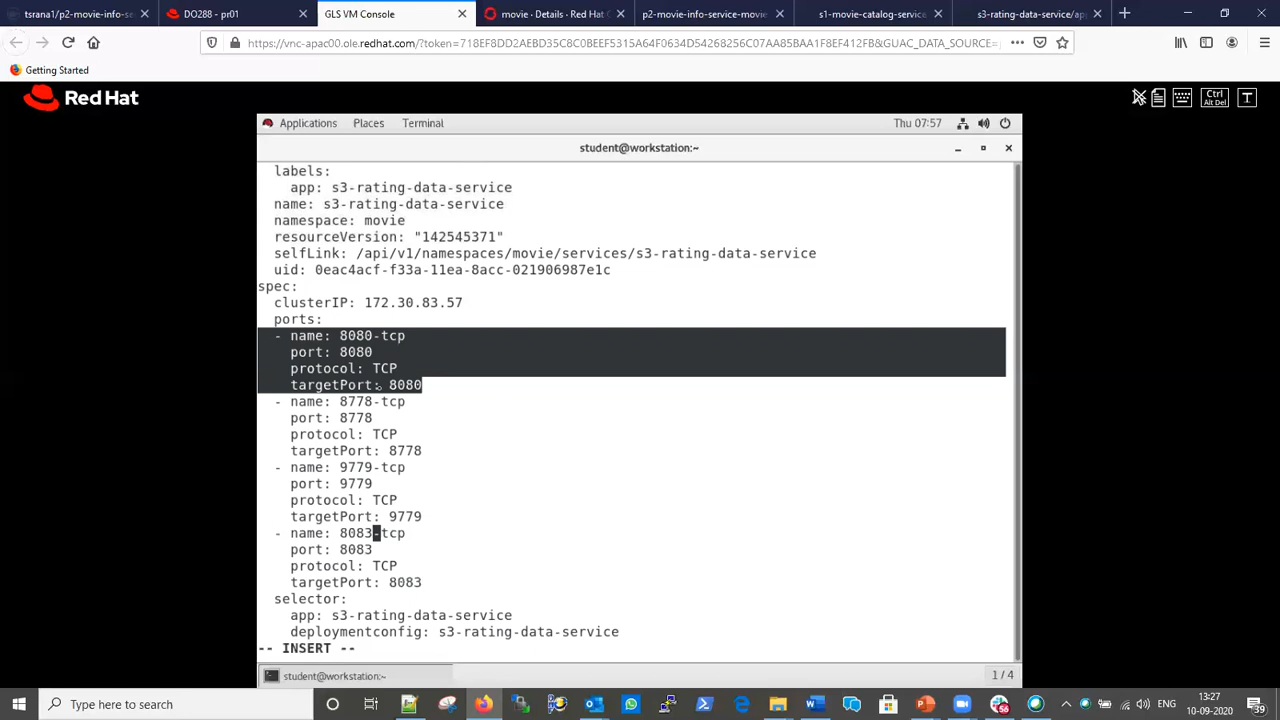 tsrana1/p2-movie-info-se
DO288 - pr01
GLS VM Console
movie - Details · Red Hat
p2-movie-info-service-movie
s1-movie-catalog-service
s3-rating-data-service/ap
https://vnc-apac00.ole.redhat.com/?token=718EF8DD2AEBD35C8C0BEEF5315A64F0634D54268256C07AA85BAA1F8EF412FB&GUAC_DATA_SOURCE=
Getting Started
Red Hat
Ctrl
Alt Del
T
Applications Places Terminal Thu 07:57
student@workstation:~
labels:
app: s3-rating-data-service
name: s3-rating-data-service
namespace: movie
resourceVersion: "142545371"
selfLink: /api/v1/namespaces/movie/services/s3-rating-data-service
uid: 0eac4acf-f33a-11ea-8acc-021906987e1c
spec:
clusterIP: 172.30.83.57
ports:
- name: 8080-tcp
port: 8080
protocol: TCP
targetPort: 8080
- name: 8778-tcp
port: 8778
protocol: TCP
targetPort: 8778
- name: 9779-tcp
port: 9779
protocol: TCP
targetPort: 9779
- name: 8083-tcp
port: 8083
protocol: TCP
targetPort: 8083
selector:
app: s3-rating-data-service
deploymentconfig: s3-rating-data-service
-- INSERT --
student@workstation:~
1 / 4
Type here to search
ENG
13:27
10-09-2020
56
39